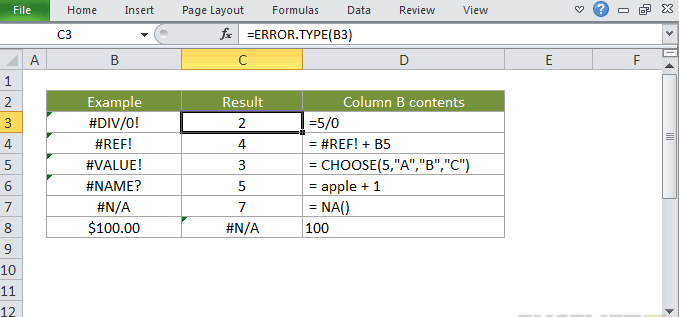 File Home Insert Page Layout Formulas Data Review View
C3 fx =ERROR.TYPE(B3)
A B C D E F
1
2 Example Result Column B contents
3 #DIV/0! 2 =5/0
4 #REF! 4 = #REF! + B5
5 #VALUE! 3 = CHOOSE(5,"A","B","C")
6 #NAME? 5 = apple + 1
7 #N/A 7 = NA()
8 $100.00 #N/A 100
9
10
11
12